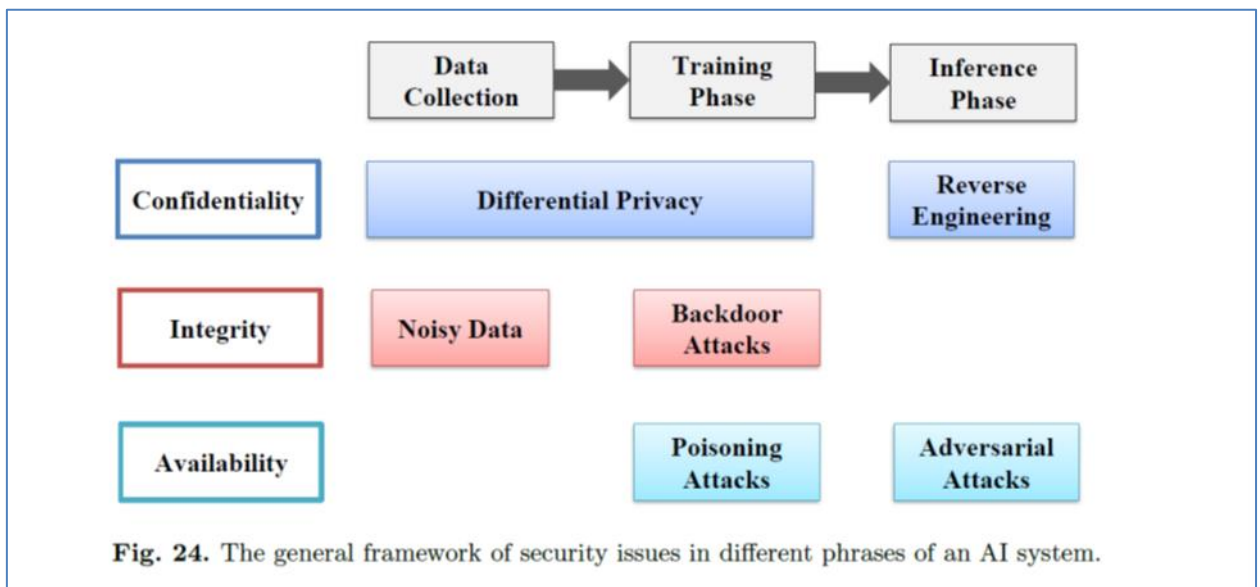 Data
Collection
Training
Phase
Inference
Phase
Confidentiality
Differential Privacy
Reverse
Engineering
Integrity
Noisy Data
Backdoor
Attacks
Availability
Poisoning
Attacks
Adversarial
Attacks
Fig. 24. The general framework of security issues in different phrases of an AI system.